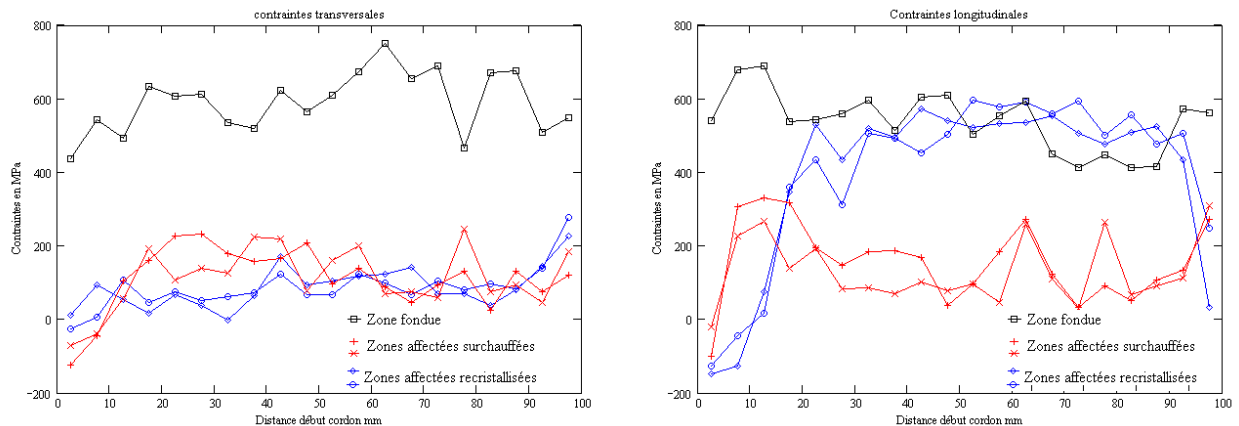 contraintes transversales
800
600
400
200
0
−200
Contraintes en MPa
Zone fondue
Zones affectées surchauffées
Zones affectées recristallisées
0 10 20 30 40 50 60 70 80 90 100
Distance début cordon mm
Contraintes longitudinales
800
600
400
200
0
−200
Contraintes en MPa
Zone fondue
Zones affectées surchauffées
Zones affectées recristallisées
0 10 20 30 40 50 60 70 80 90 100
Distance début cordon mm